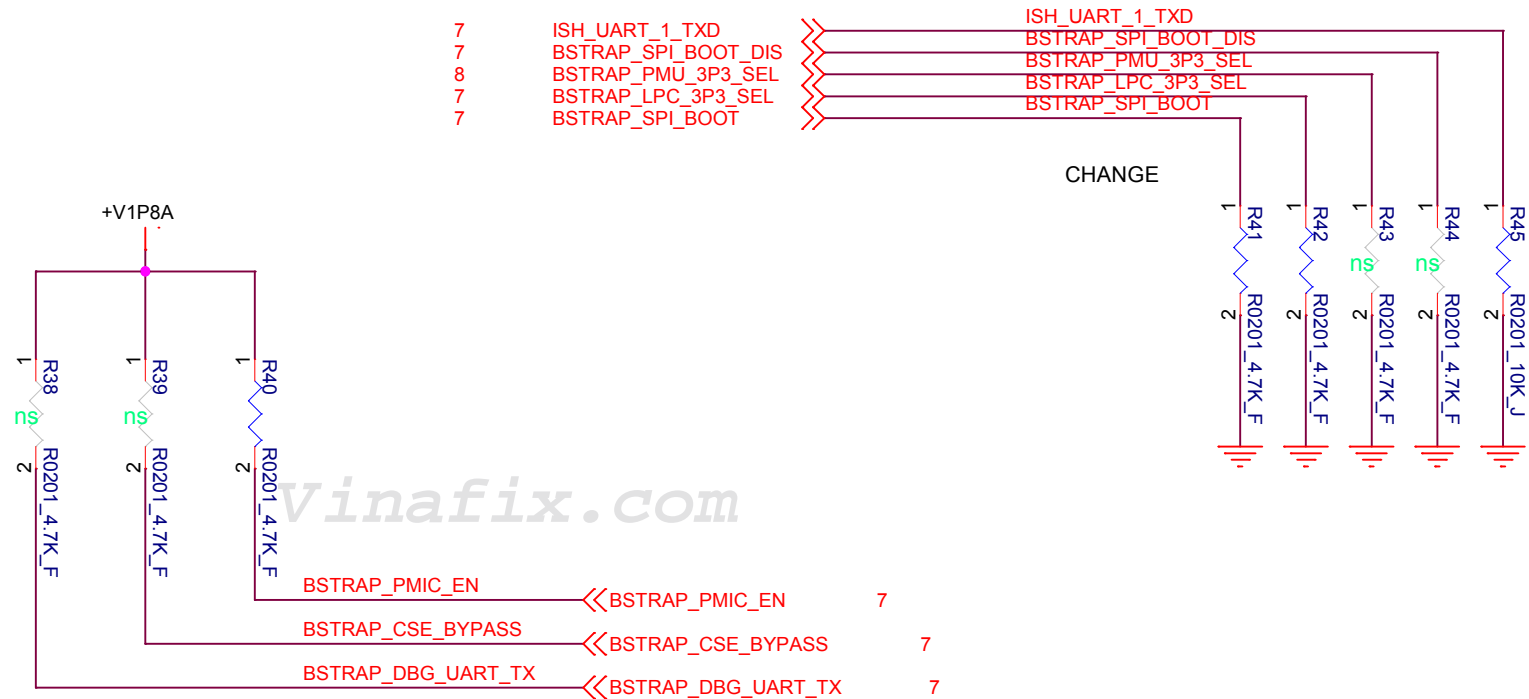 7 ISH_UART_1_TXD ISH_UART_1_TXD
7 BSTRAP_SPI_BOOT_DIS BSTRAP_SPI_BOOT_DIS
8 BSTRAP_PMU_3P3_SEL BSTRAP_PMU_3P3_SEL
7 BSTRAP_LPC_3P3_SEL BSTRAP_LPC_3P3_SEL
7 BSTRAP_SPI_BOOT BSTRAP_SPI_BOOT
CHANGE
1 R41 1 R42 1 R43 1 R44 1 R45
ns ns
2 R0201_4.7K_F 2 R0201_4.7K_F 2 R0201_4.7K_F 2 R0201_4.7K_F 2 R0201_10K_J
+V1P8A
1 R38 1 R39 1 R40
ns ns
2 R0201_4.7K_F 2 R0201_4.7K_F 2 R0201_4.7K_F
Vinafix.com
BSTRAP_PMIC_EN BSTRAP_PMIC_EN 7
BSTRAP_CSE_BYPASS BSTRAP_CSE_BYPASS 7
BSTRAP_DBG_UART_TX BSTRAP_DBG_UART_TX 7